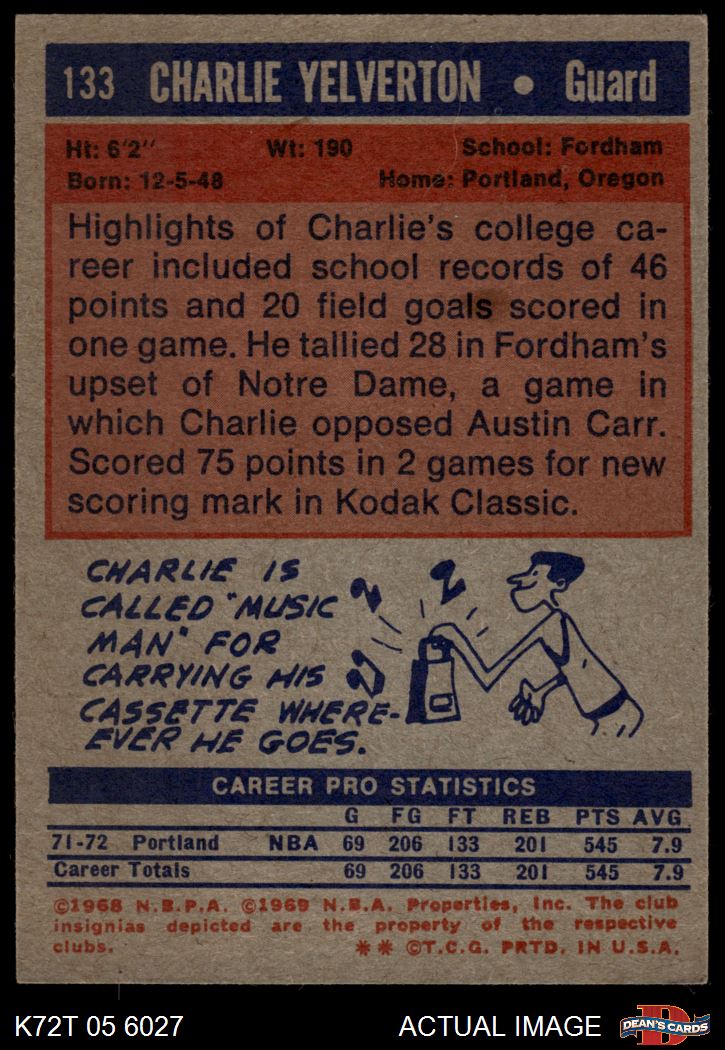 133 CHARLIE YELVERTON • Guard
Ht: 6'2" Wt: 190 School: Fordham
Born: 12-5-48 Home: Portland, Oregon
Highlights of Charlie's college ca-
reer included school records of 46
points and 20 field goals scored in
one game. He tallied 28 in Fordham's
upset of Notre Dame, a game in
which Charlie opposed Austin Carr.
Scored 75 points in 2 games for new
scoring mark in Kodak Classic.
CHARLIE IS
CALLED "MUSIC
MAN" FOR
CARRYING HIS
CASSETTE WHERE-
EVER HE GOES.
CAREER PRO STATISTICS
G FG FT REB PTS AVG
71-72 Portland NBA 69 206 133 201 545 7.9
Career Totals 69 206 133 201 545 7.9
©1968 N.B.P.A. ©1969 N.B.A. Properties, Inc. The club
insignias depicted are the property of the respective
clubs. ** ©T.C.G. PRTD. IN U.S.A.
K72T 05 6027 ACTUAL IMAGE D DEAN'S CARDS